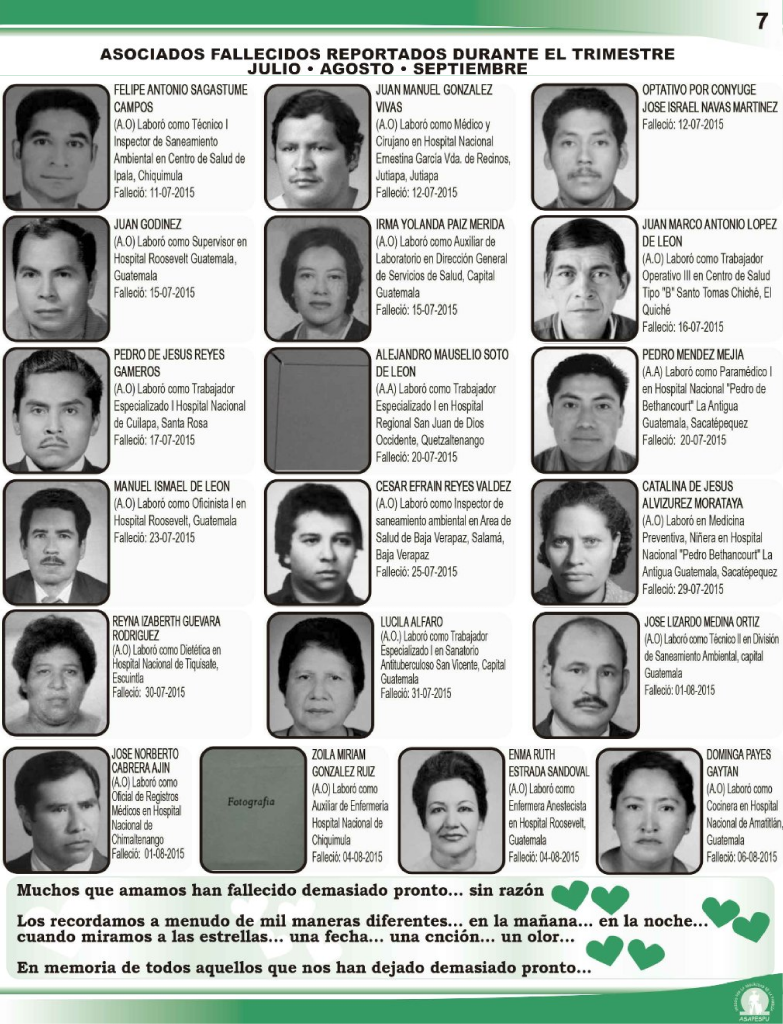 7
ASOCIADOS FALLECIDOS REPORTADOS DURANTE EL TRIMESTRE
JULIO • AGOSTO • SEPTIEMBRE
FELIPE ANTONIO SAGASTUME
CAMPOS
(A.O) Laboró como Técnico I
Inspector de Saneamiento
Ambiental en Centro de Salud de
Ipala, Chiquimula
Falleció: 11-07-2015
JUAN MANUEL GONZALEZ
VIVAS
(A.O) Laboró como Médico y
Cirujano en Hospital Nacional
Ernestina Garcia Vda. de Recinos,
Jutiapa, Jutiapa
Falleció: 12-07-2015
OPTATIVO POR CONYUGE
JOSE ISRAEL NAVAS MARTINEZ
Falleció: 12-07-2015
JUAN GODINEZ
(A.O) Laboró como Supervisor en
Hospital Roosevelt Guatemala,
Guatemala
Falleció: 15-07-2015
IRMA YOLANDA PAIZ MERIDA
(A.O) Laboró como Auxiliar de
Laboratorio en Dirección General
de Servicios de Salud, Capital
Guatemala
Falleció: 15-07-2015
JUAN MARCO ANTONIO LOPEZ
DE LEON
(A.O) Laboró como Trabajador
Operativo III en Centro de Salud
Tipo "B" Santo Tomas Chiché, El
Quiché
Falleció: 16-07-2015
PEDRO DE JESUS REYES
GAMEROS
(A.O) Laboró como Trabajador
Especializado I Hospital Nacional
de Cuilapa, Santa Rosa
Falleció: 17-07-2015
ALEJANDRO MAUSELIO SOTO
DE LEON
(A.A) Laboró como Trabajador
Especializado I en Hospital
Regional San Juan de Dios
Occidente, Quetzaltenango
Falleció: 20-07-2015
PEDRO MENDEZ MEJIA
(A.A) Laboró como Paramédico I
en Hospital Nacional "Pedro de
Bethancourt" La Antigua
Guatemala, Sacatépequez
Falleció: 20-07-2015
MANUEL ISMAEL DE LEON
(A.O) Laboró como Oficinista I en
Hospital Roosevelt, Guatemala
Falleció: 23-07-2015
CESAR EFRAIN REYES VALDEZ
(A.O) Laboró como Inspector de
saneamiento ambiental en Area de
Salud de Baja Verapaz, Salamá,
Baja Verapaz
Falleció: 25-07-2015
CATALINA DE JESUS
ALVIZUREZ MORATAYA
(A.O) Laboró en Medicina
Preventiva, Niñera en Hospital
Nacional "Pedro Bethancourt" La
Antigua Guatemala, Sacatépequez
Falleció: 29-07-2015
REYNA IZABERTH GUEVARA
RODRIGUEZ
(A.O) Laboró como Dietética en
Hospital Nacional de Tiquisate,
Escuintla
Falleció: 30-07-2015
LUCILA ALFARO
(A.O.) Laboró como Trabajador
Especializado I en Sanatorio
Antituberculoso San Vicente, Capital
Guatemala
Falleció: 31-07-2015
JOSE LIZARDO MEDINA ORTIZ
(A.O) Laboró como Técnico II en División
de Saneamiento Ambiental, capital
Guatemala
Falleció: 01-08-2015
JOSE NORBERTO
CABRERA AJIN
(A.O) Laboró como
Oficial de Registros
Médicos en Hospital
Nacional de
Chimaltenango
Falleció: 01-08-2015
Fotografía
ZOILA MIRIAM
GONZALEZ RUIZ
(A.O) Laboró como
Auxiliar de Enfermería
Hospital Nacional de
Chiquimula
Falleció: 04-08-2015
ENMA RUTH
ESTRADA SANDOVAL
(A.O) Laboró como
Enfermera Anestecista
en Hospital Roosevelt,
Guatemala
Falleció: 04-08-2015
DOMINGA PAYES
GAYTAN
(A.O) Laboró como
Cocinera en Hospital
Nacional de Amatitlán,
Guatemala
Falleció: 06-08-2015
Muchos que amamos han fallecido demasiado pronto... sin razón
Los recordamos a menudo de mil maneras diferentes... en la mañana... en la noche...
cuando miramos a las estrellas... una fecha... una cnción... un olor...
En memoria de todos aquellos que nos han dejado demasiado pronto...